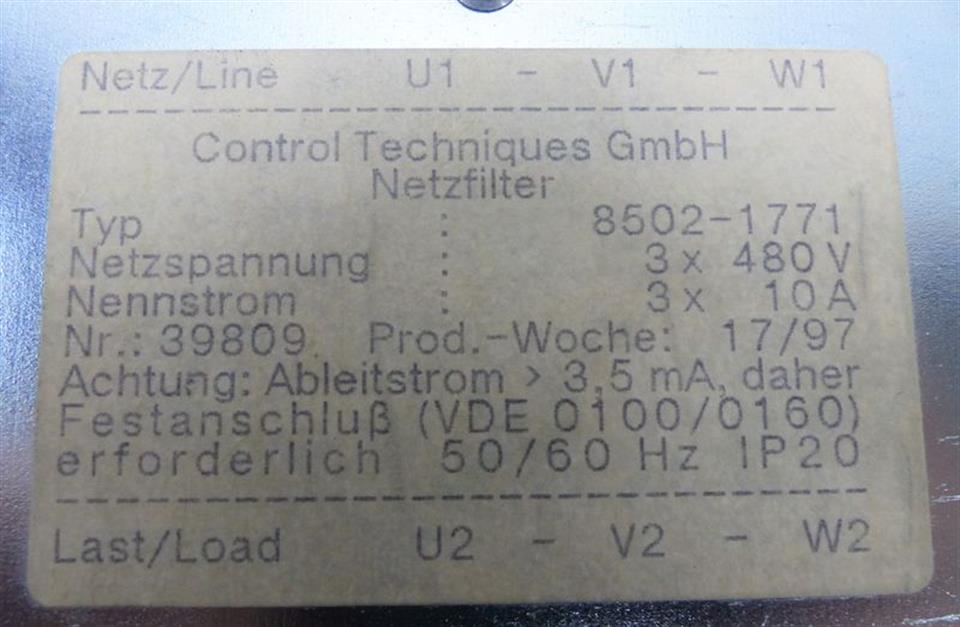 Netz/Line U1 - V1 - W1
Control Techniques GmbH
Netzfilter
Typ : 8502-1771
Netzspannung : 3 x 480 V
Nennstrom : 3 x 10 A
Nr.: 39809 Prod.-Woche: 17/97
Achtung: Ableitstrom > 3,5 mA, daher
Festanschluß (VDE 0100/0160)
erforderlich 50/60 Hz IP20
Last/Load U2 - V2 - W2